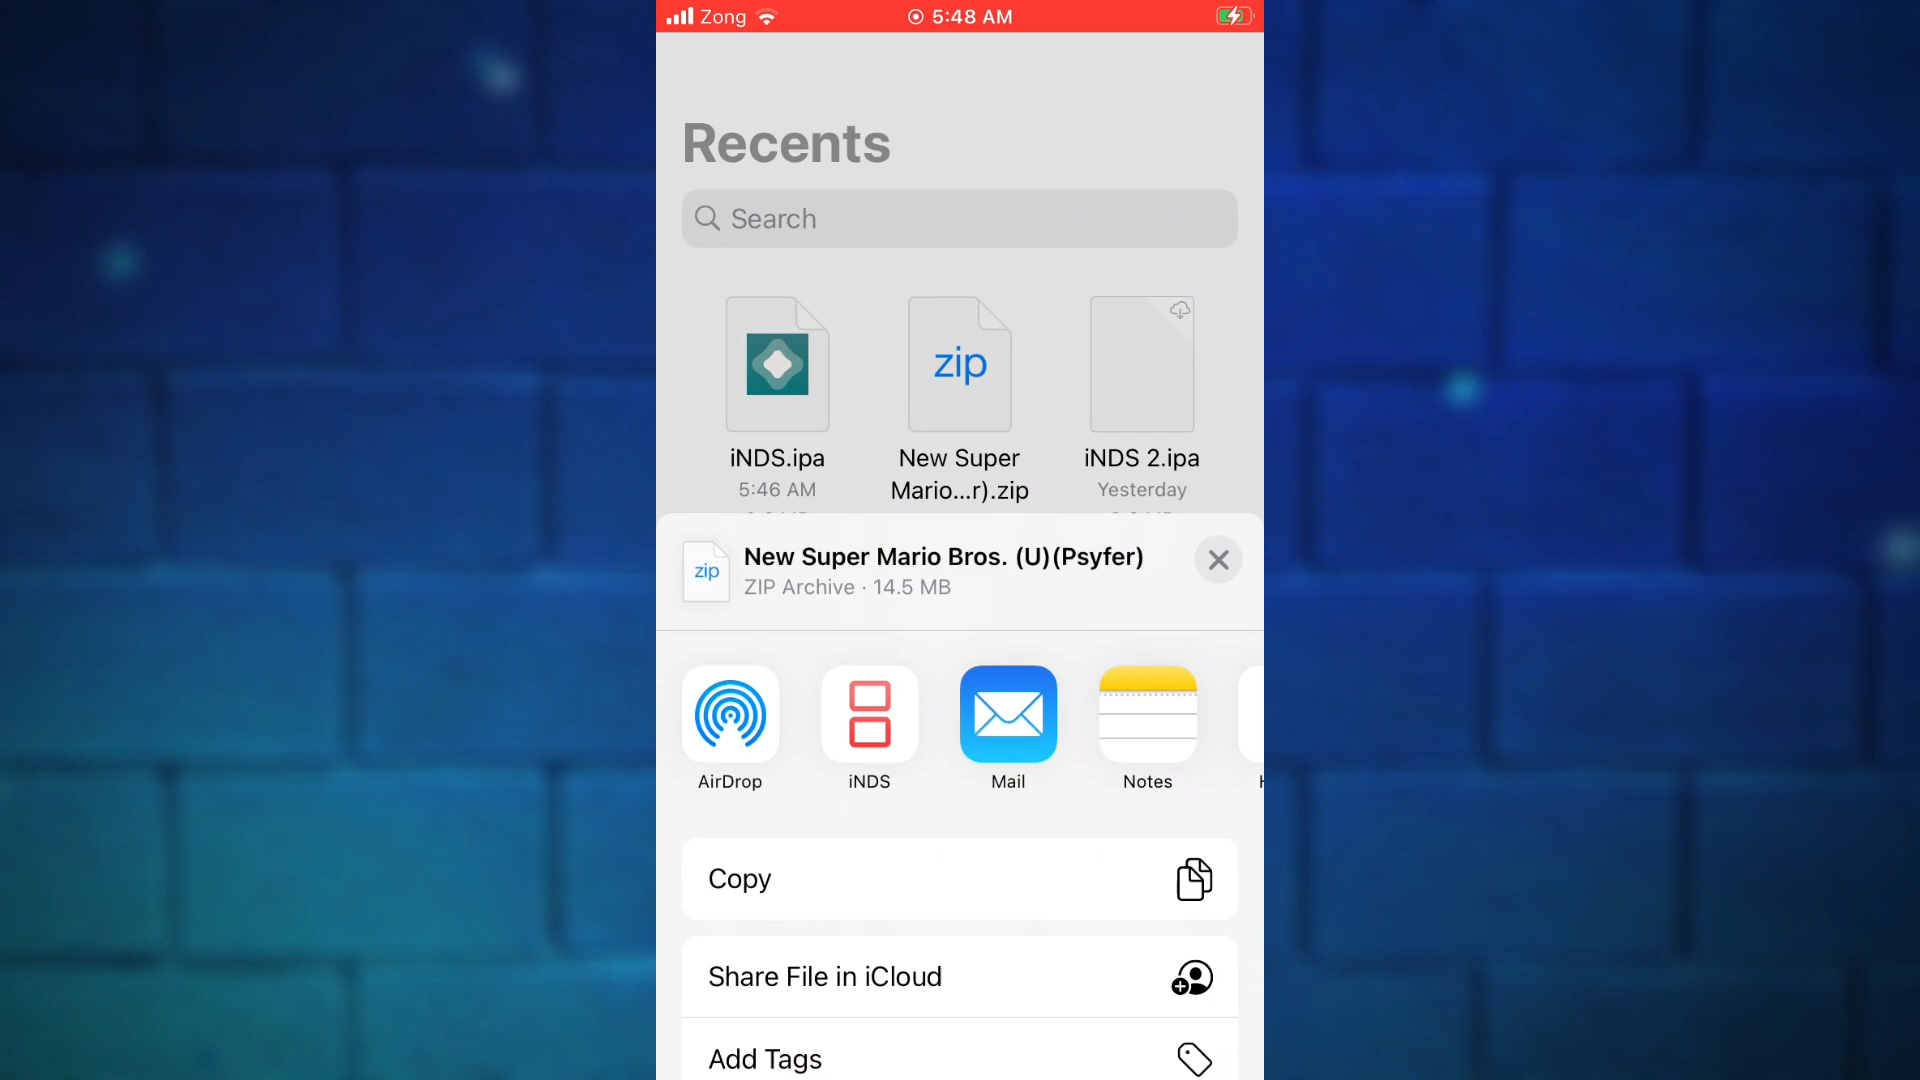 Zong
5:48 AM
Recents
Search
zip
iNDS.ipa
New Super
iNDS 2.ipa
5:46 AM
Mario...r).zip
Yesterday
zip
New Super Mario Bros. (U)(Psyfer)
ZIP Archive · 14.5 MB
AirDrop
iNDS
Mail
Notes
Copy
Share File in iCloud
Add Tags